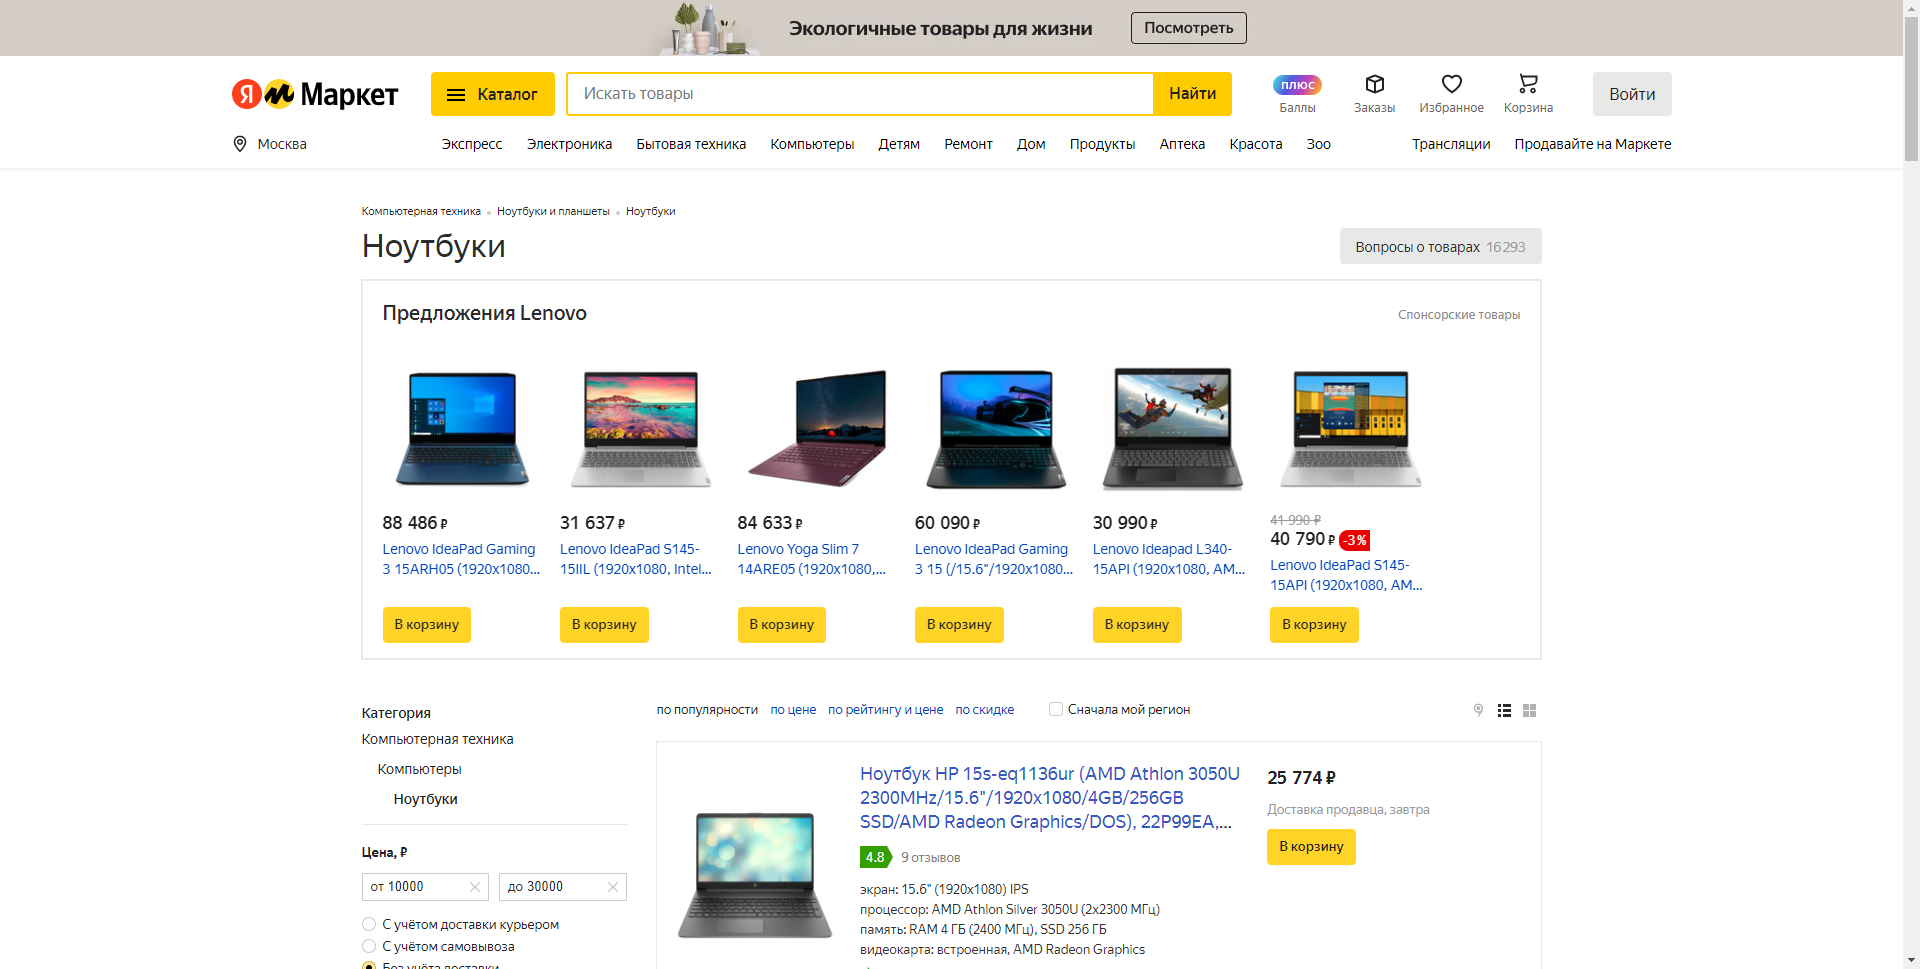 Экологичные товары для жизни
Посмотреть
Я Маркет
Каталог
Искать товары
Найти
плюс
Баллы
Заказы
Избранное
Корзина
Войти
Москва
Экспресс
Электроника
Бытовая техника
Компьютеры
Детям
Ремонт
Дом
Продукты
Аптека
Красота
Зоо
Трансляции
Продавайте на Маркете
Компьютерная техника
Ноутбуки и планшеты
Ноутбуки
Ноутбуки
Вопросы о товарах 16 293
Предложения Lenovo
Спонсорские товары
88 486 ₽
Lenovo IdeaPad Gaming
3 15ARH05 (1920x1080...
В корзину
31 637 ₽
Lenovo IdeaPad S145-
15IIL (1920x1080, Intel...
В корзину
84 633 ₽
Lenovo Yoga Slim 7
14ARE05 (1920x1080,...
В корзину
60 090 ₽
Lenovo IdeaPad Gaming
3 15 (/15.6"/1920x1080...
В корзину
30 990 ₽
Lenovo Ideapad L340-
15API (1920x1080, AM...
В корзину
41 990 ₽
40 790 ₽ -3%
Lenovo IdeaPad S145-
15API (1920x1080, AM...
В корзину
Категория
Компьютерная техника
Компьютеры
Ноутбуки
Цена, ₽
от 10000
до 30000
С учётом доставки курьером
С учётом самовывоза
Без учёта доставки
по популярности
по цене
по рейтингу и цене
по скидке
Сначала мой регион
Ноутбук HP 15s-eq1136ur (AMD Athlon 3050U
2300MHz/15.6"/1920x1080/4GB/256GB
SSD/AMD Radeon Graphics/DOS), 22P99EA,...
4.8 9 отзывов
экран: 15.6" (1920x1080) IPS
процессор: AMD Athlon Silver 3050U (2x2300 МГц)
память: RAM 4 ГБ (2400 МГц), SSD 256 ГБ
видеокарта: встроенная, AMD Radeon Graphics
25 774 ₽
Доставка продавца, завтра
В корзину